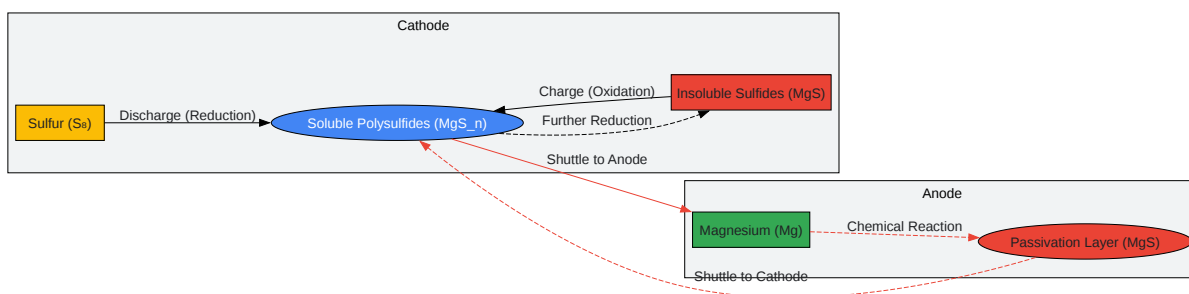 Cathode
Charge (Oxidation)
Insoluble Sulfides (MgS)
Sulfur (S₈)
Discharge (Reduction)
Soluble Polysulfides (MgS_n)
Further Reduction
Shuttle to Anode
Anode
Magnesium (Mg)
Chemical Reaction
Passivation Layer (MgS)
Shuttle to Cathode